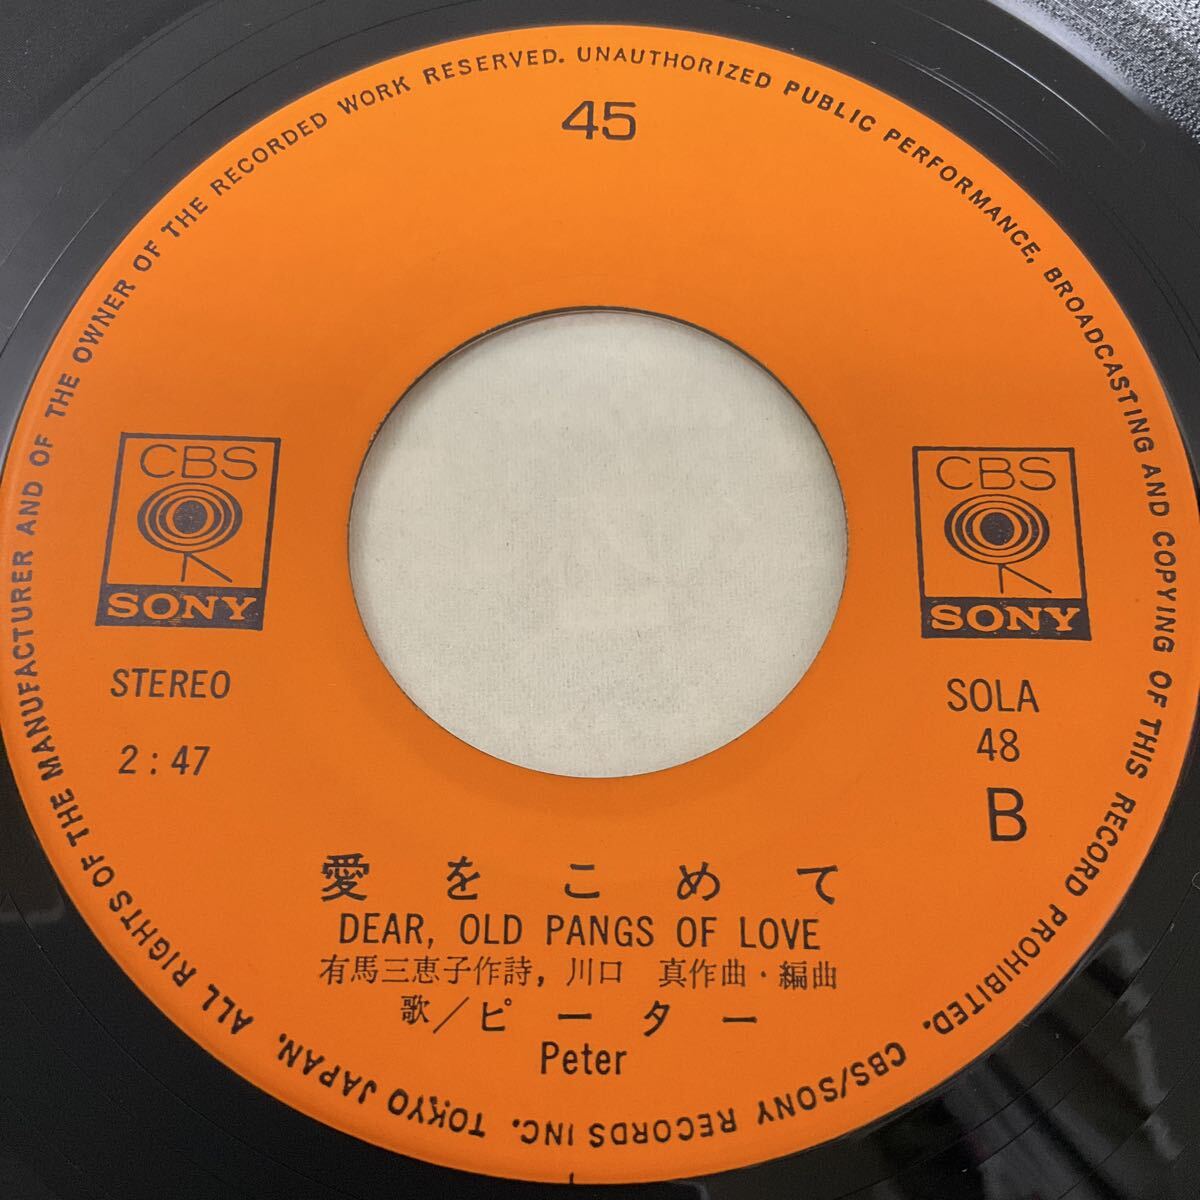 45
CBS
SONY
CBS
SONY
STEREO
2:47
SOLA
48
B
愛をこめて
DEAR, OLD PANGS OF LOVE
有馬三恵子作詩, 川口 真作曲・編曲
歌/ピーター
Peter
ALL RIGHTS OF THE MANUFACTURER AND OF THE OWNER OF THE RECORDED WORK RESERVED. UNAUTHORIZED PUBLIC PERFORMANCE, BROADCASTING AND COPYING OF THIS RECORD PROHIBITED. CBS/SONY RECORDS INC. TOKYO JAPAN.